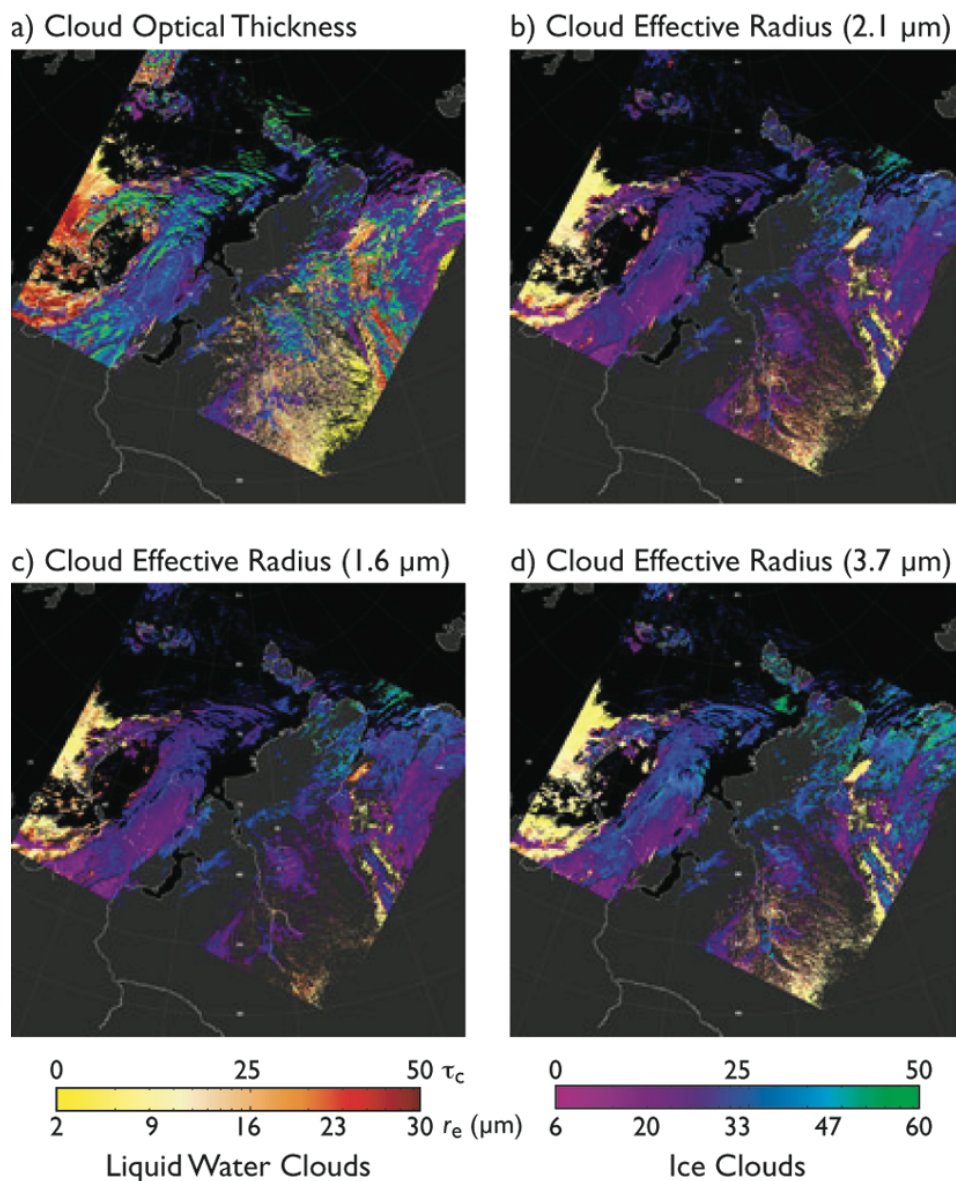 a) Cloud Optical Thickness
b) Cloud Effective Radius (2.1 µm)
c) Cloud Effective Radius (1.6 µm)
d) Cloud Effective Radius (3.7 µm)
0 25 50 τc
2 9 16 23 30 re (µm)
Liquid Water Clouds
0 25 50
6 20 33 47 60
Ice Clouds